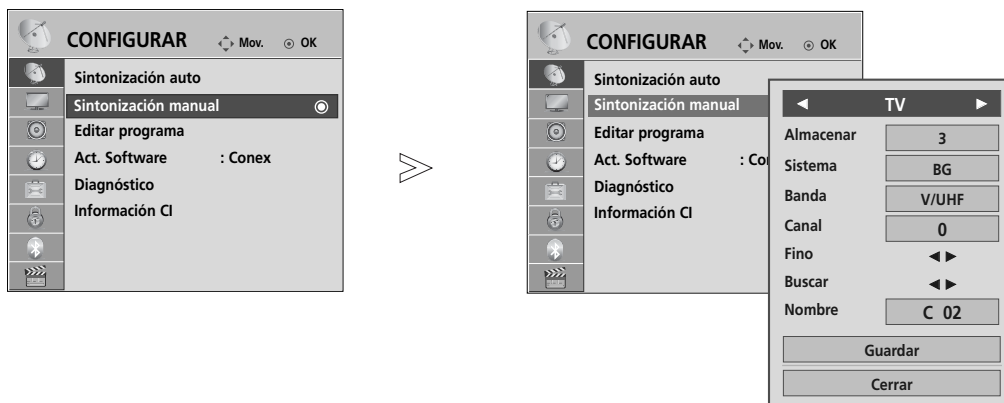 CONFIGURAR Mov. OK
Sintonización auto
Sintonización manual
Editar programa
Act. Software : Conex
Diagnóstico
Información CI
CONFIGURAR Mov. OK
Sintonización auto
Sintonización manual
Editar programa
Act. Software : Co
Diagnóstico
Información CI
◄ TV ►
Almacenar 3
Sistema BG
Banda V/UHF
Canal 0
Fino ◄ ►
Buscar ◄ ►
Nombre C 02
Guardar
Cerrar